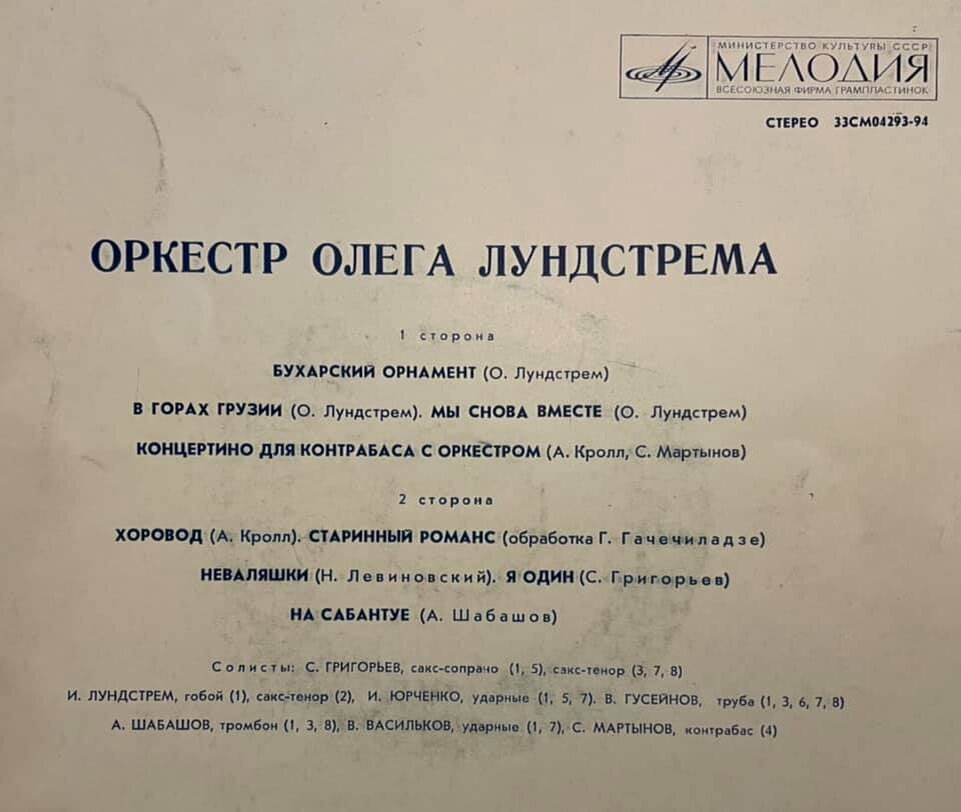 МИНИСТЕРСТВО КУЛЬТУРЫ СССР
МЕЛОДИЯ
ВСЕСОЮЗНАЯ ФИРМА ГРАМПЛАСТИНОК
СТЕРЕО 33СМ04293-94
ОРКЕСТР ОЛЕГА ЛУНДСТРЕМА
1 сторона
БУХАРСКИЙ ОРНАМЕНТ (О. Лундстрем)
В ГОРАХ ГРУЗИИ (О. Лундстрем). МЫ СНОВА ВМЕСТЕ (О. Лундстрем)
КОНЦЕРТИНО ДЛЯ КОНТРАБАСА С ОРКЕСТРОМ (А. Кролл, С. Мартынов)
2 сторона
ХОРОВОД (А. Кролл). СТАРИННЫЙ РОМАНС (обработка Г. Гачечиладзе)
НЕВАЛЯШКИ (Н. Левиновский). Я ОДИН (С. Григорьев)
НА САБАНТУЕ (А. Шабашов)
Солисты: С. ГРИГОРЬЕВ, сакс-сопрано (1, 5), сакс-тенор (3, 7, 8)
И. ЛУНДСТРЕМ, гобой (1), сакс-тенор (2), И. ЮРЧЕНКО, ударные (1, 5, 7). В. ГУСЕЙНОВ, труба (1, 3, 6, 7, 8)
А. ШАБАШОВ, тромбон (1, 3, 8), В. ВАСИЛЬКОВ, ударные (1, 7), С. МАРТЫНОВ, контрабас (4)